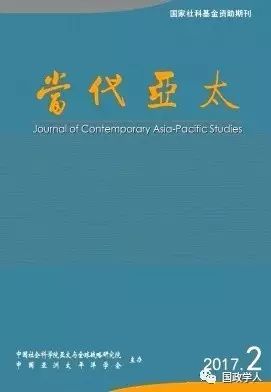 国家社科基金资助期刊
當代亞太
Journal of Contemporary Asia-Pacific Studies
中国社会科学院亚太与全球战略研究院
中国亚洲太平洋学会
主办
2017.2
国政学人